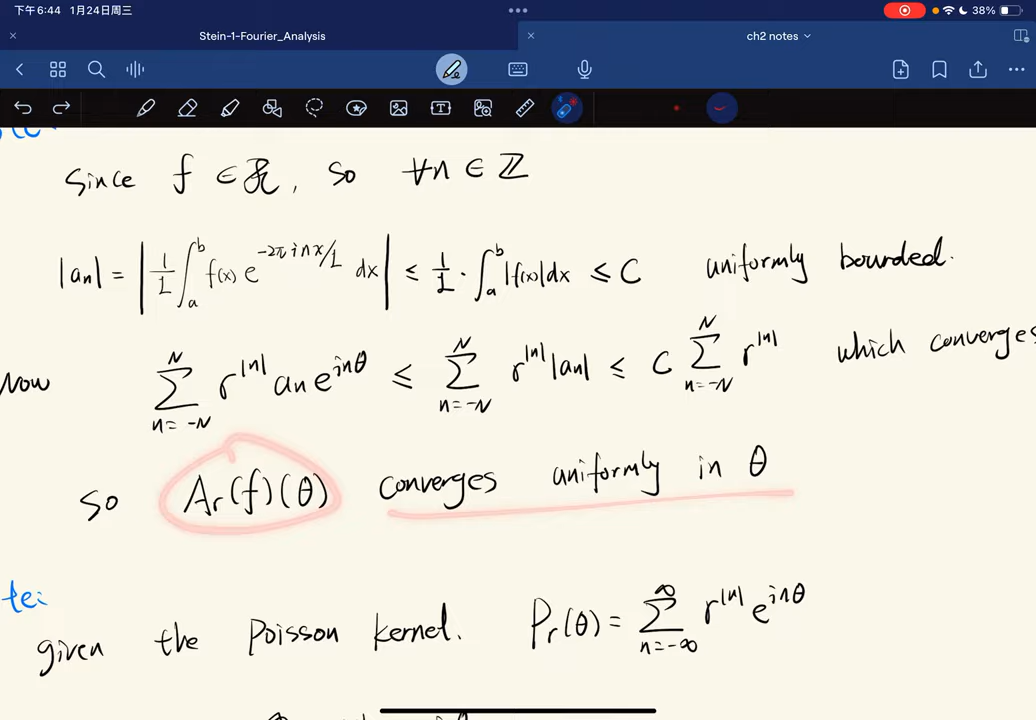 下午6:44 1月24日周三
38%
Stein-1-Fourier_Analysis
ch2 notes
Since f ∈ ℛ, so ∀n ∈ ℤ
|an| = | 1/L ∫_a^b f(x) e^{-2πinx/L} dx | ≤ 1/L · ∫_a^b |f(x)|dx ≤ C uniformly bounded.
Now ∑_{n=-N}^{N} r^{|n|} an e^{inθ} ≤ ∑_{n=-N}^{N} r^{|n|} |an| ≤ C ∑_{n=-N}^{N} r^{|n|} which converges
so Ar(f)(θ) converges uniformly in θ
given the Poisson kernel. Pr(θ) = ∑_{n=-∞}^{∞} r^{|n|} e^{inθ}